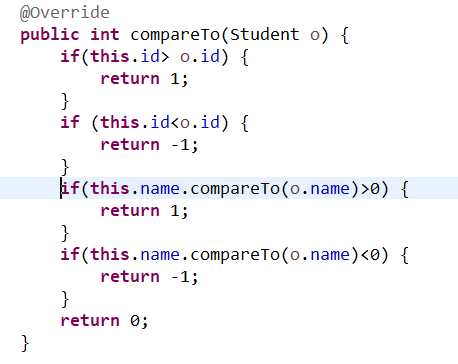 @Override
public int compareTo(Student o) {
    if(this.id> o.id) {
        return 1;
    }
    if (this.id<o.id) {
        return -1;
    }
    if(this.name.compareTo(o.name)>0) {
        return 1;
    }
    if(this.name.compareTo(o.name)<0) {
        return -1;
    }
    return 0;
}